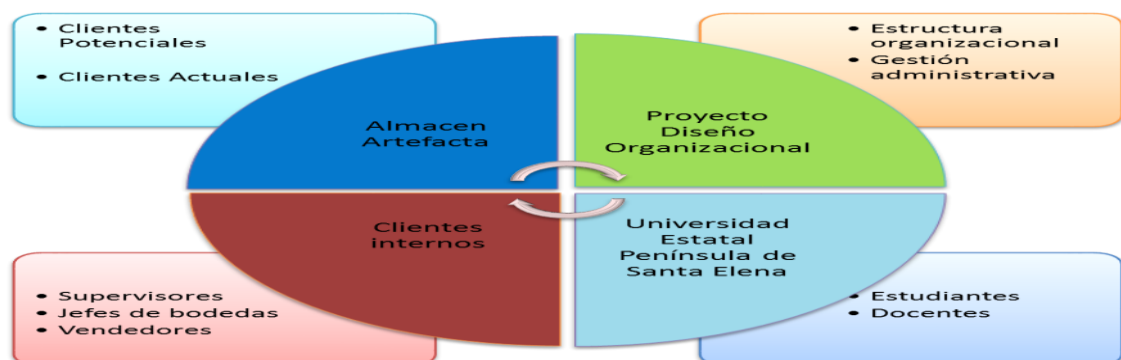 • Clientes
Potenciales
• Clientes Actuales
• Estructura
organizacional
• Gestión
administrativa
Almacen
Artefacta
Proyecto
Diseño
Organizacional
Clientes
internos
Universidad
Estatal
Península de
Santa Elena
• Supervisores
• Jefes de bodedas
• Vendedores
• Estudiantes
• Docentes